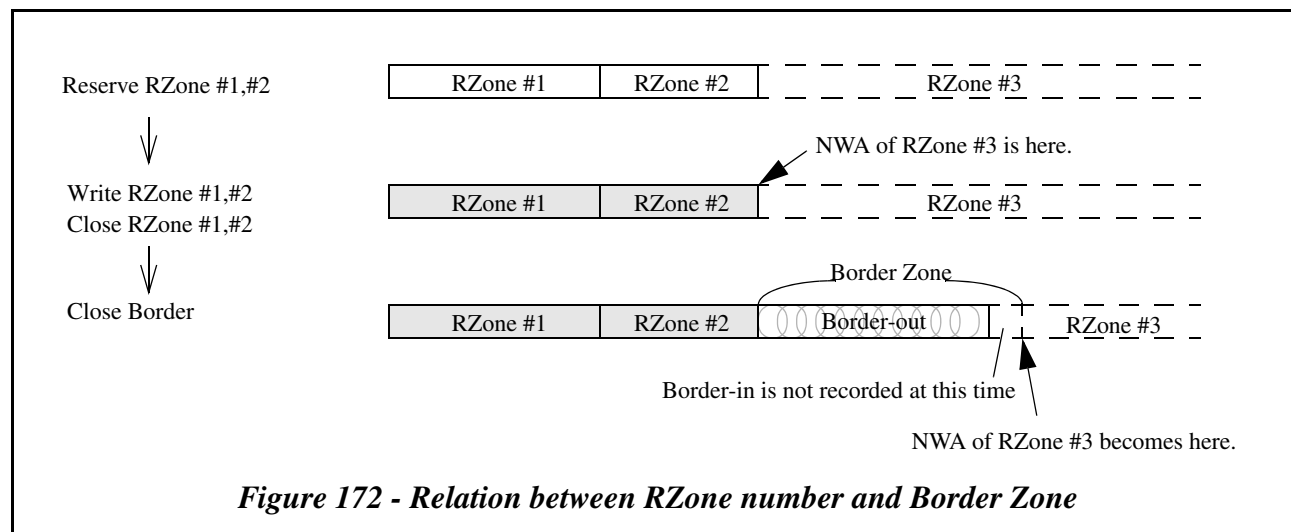 Reserve RZone #1,#2
RZone #1
RZone #2
RZone #3
NWA of RZone #3 is here.
Write RZone #1,#2
Close RZone #1,#2
RZone #1
RZone #2
RZone #3
Border Zone
Close Border
RZone #1
RZone #2
Border-out
RZone #3
Border-in is not recorded at this time
NWA of RZone #3 becomes here.
Figure 172 - Relation between RZone number and Border Zone